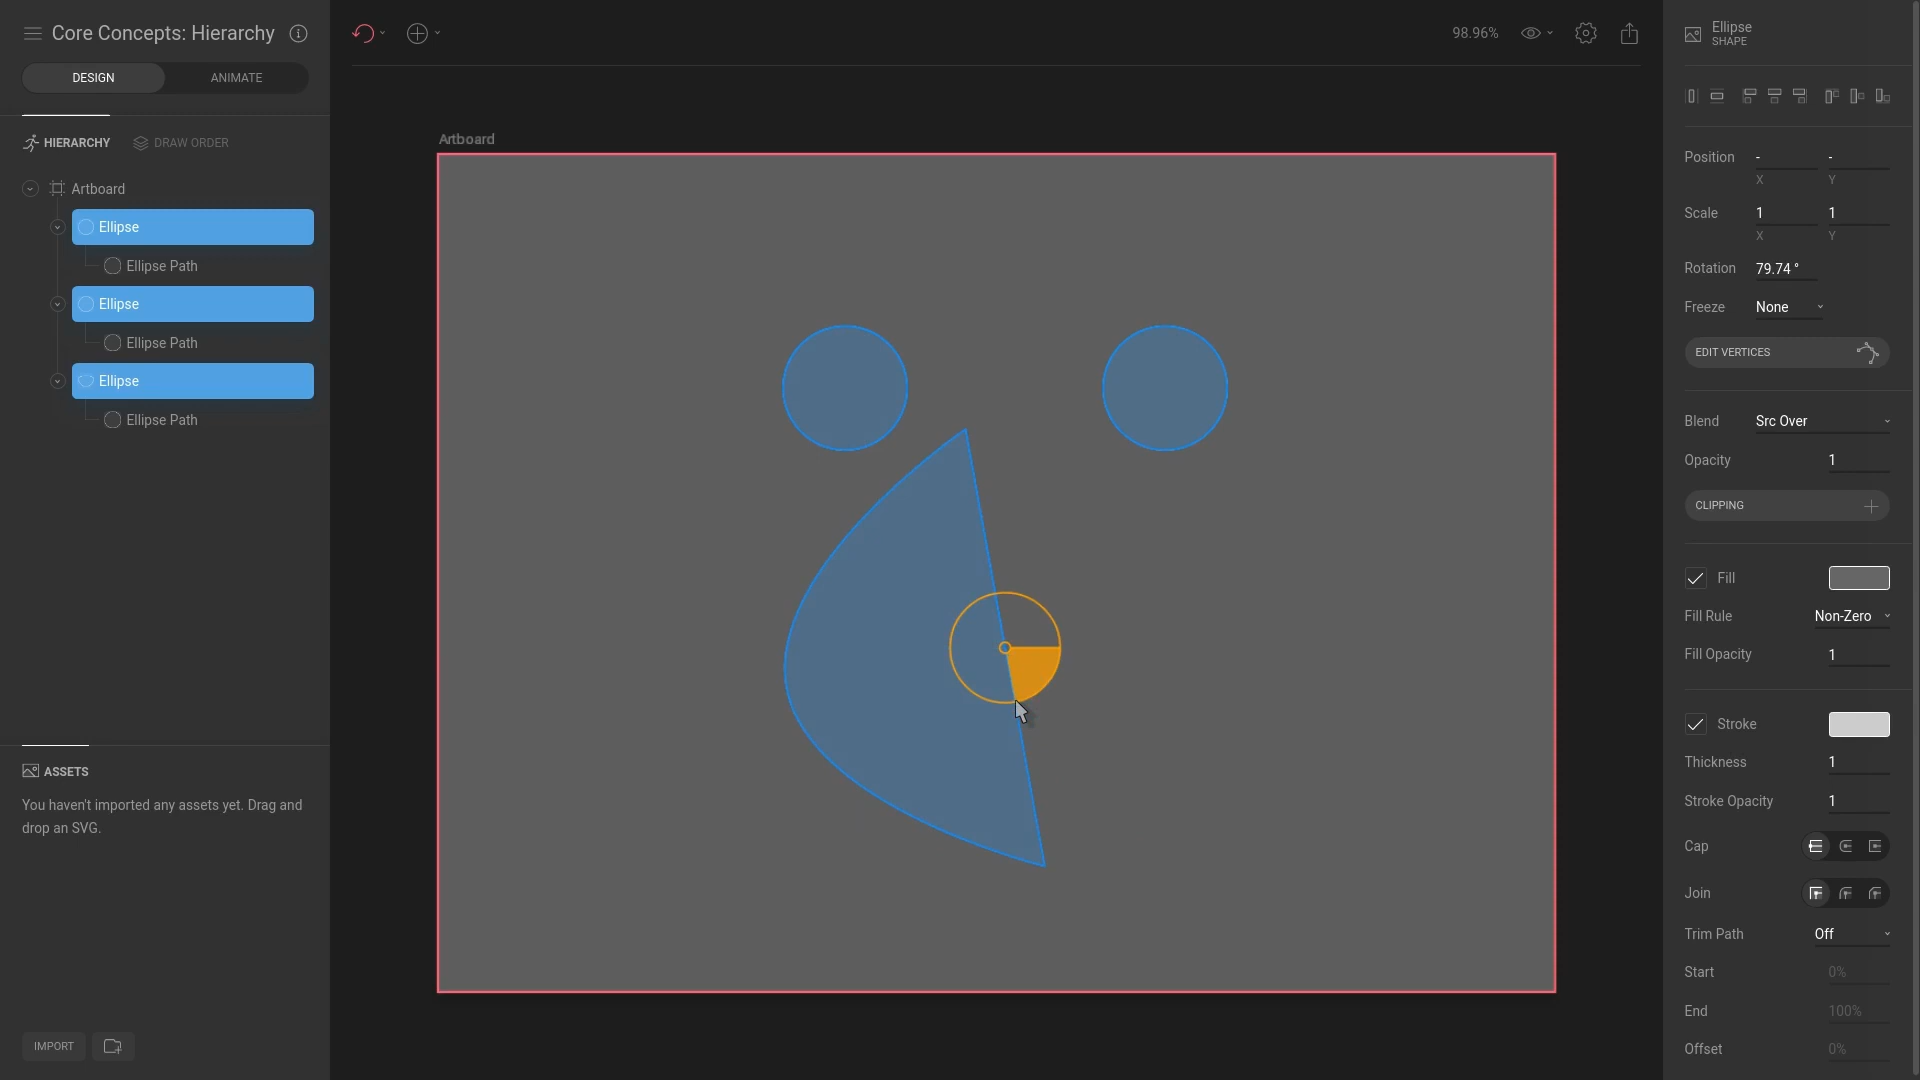 Core Concepts: Hierarchy
DESIGN
ANIMATE
HIERARCHY
DRAW ORDER
Artboard
Ellipse
Ellipse Path
Ellipse
Ellipse Path
Ellipse
Ellipse Path
ASSETS
You haven't imported any assets yet. Drag and
drop an SVG.
IMPORT
98.96%
Artboard
Ellipse
SHAPE
Position - -
X Y
Scale 1 1
X Y
Rotation 79.74 °
Freeze None
EDIT VERTICES
Blend Src Over
Opacity 1
CLIPPING
Fill
Fill Rule Non-Zero
Fill Opacity 1
Stroke
Thickness 1
Stroke Opacity 1
Cap
Join
Trim Path Off
Start 0%
End 100%
Offset 0%